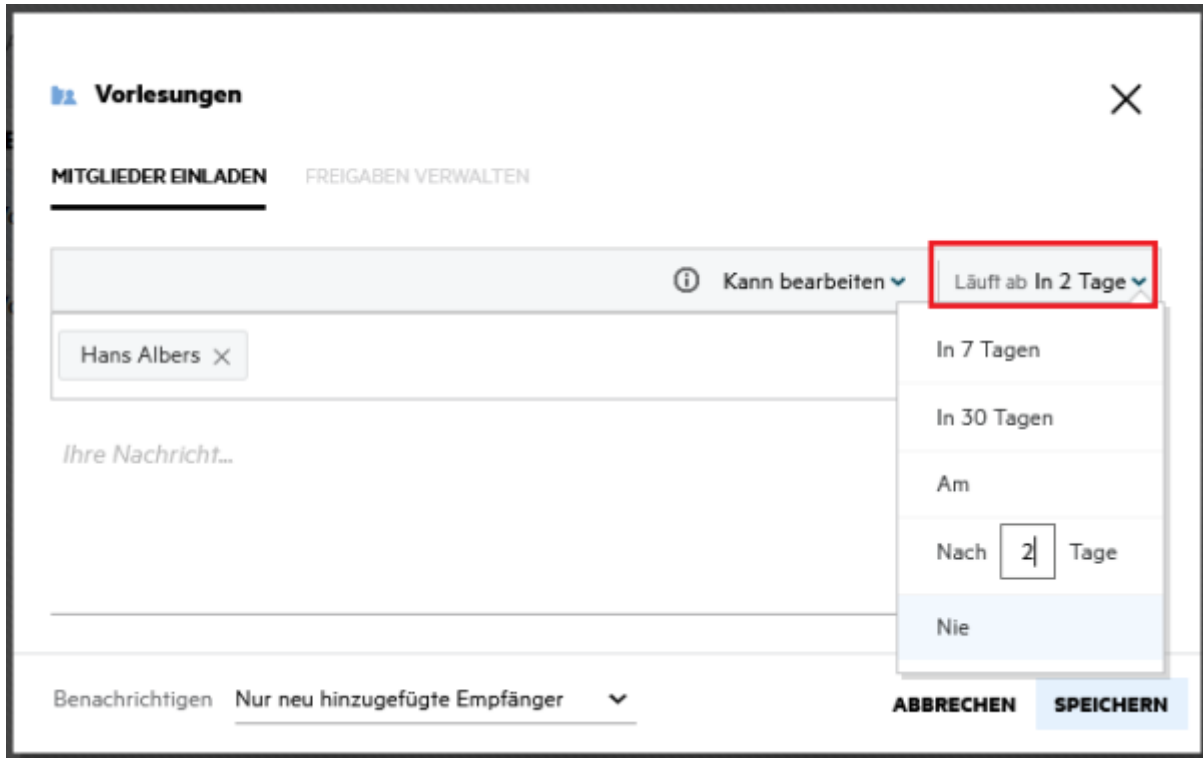 Vorlesungen
MITGLIEDER EINLADEN FREIGABEN VERWALTEN
Kann bearbeiten Läuft ab In 2 Tage
Hans Albers
Ihre Nachricht...
In 7 Tagen
In 30 Tagen
Am
Nach 2 Tage
Nie
Benachrichtigen Nur neu hinzugefügte Empfänger
ABBRECHEN SPEICHERN